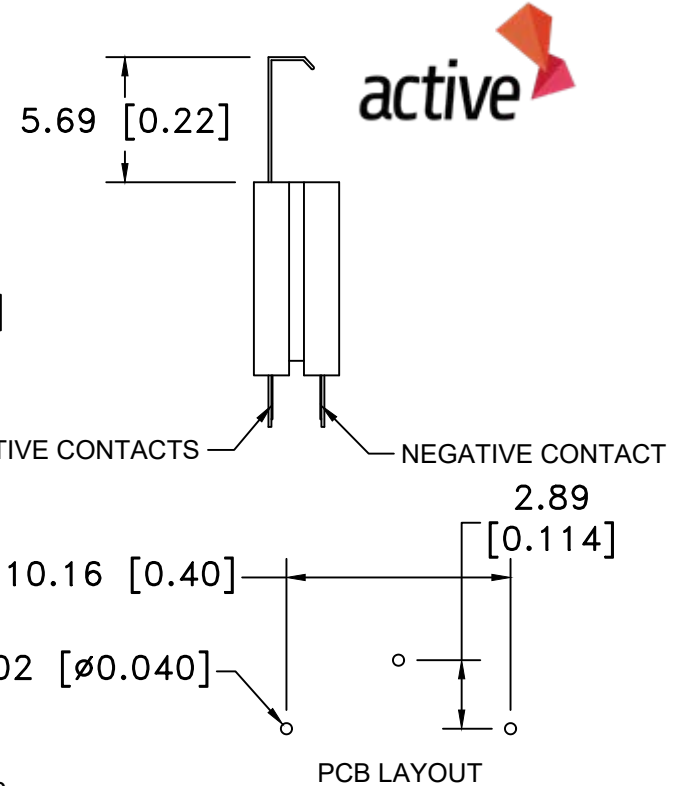 active
5.69 [0.22]
]
TIVE CONTACTS
NEGATIVE CONTACT
2.89
[0.114]
10.16 [0.40]
02 [ø0.040]
PCB LAYOUT